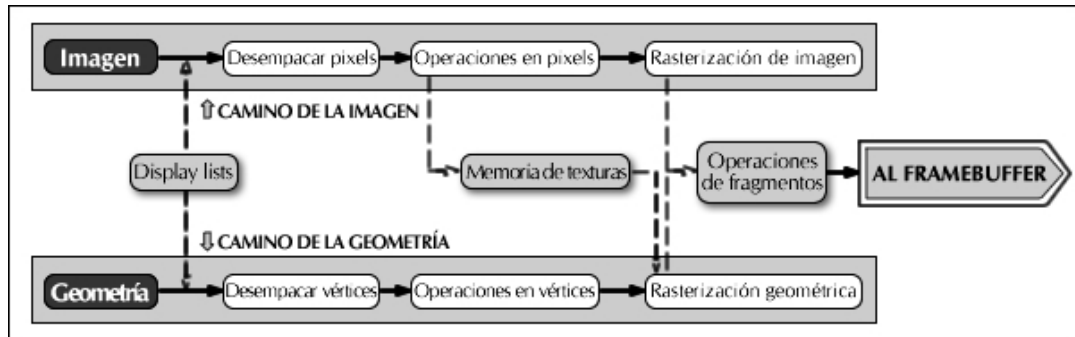 Imagen
Desempacar pixels
Operaciones en pixels
Rasterización de imagen
CAMINO DE LA IMAGEN
Display lists
Memoria de texturas
Operaciones
de fragmentos
AL FRAMEBUFFER
CAMINO DE LA GEOMETRÍA
Geometría
Desempacar vértices
Operaciones en vértices
Rasterización geométrica